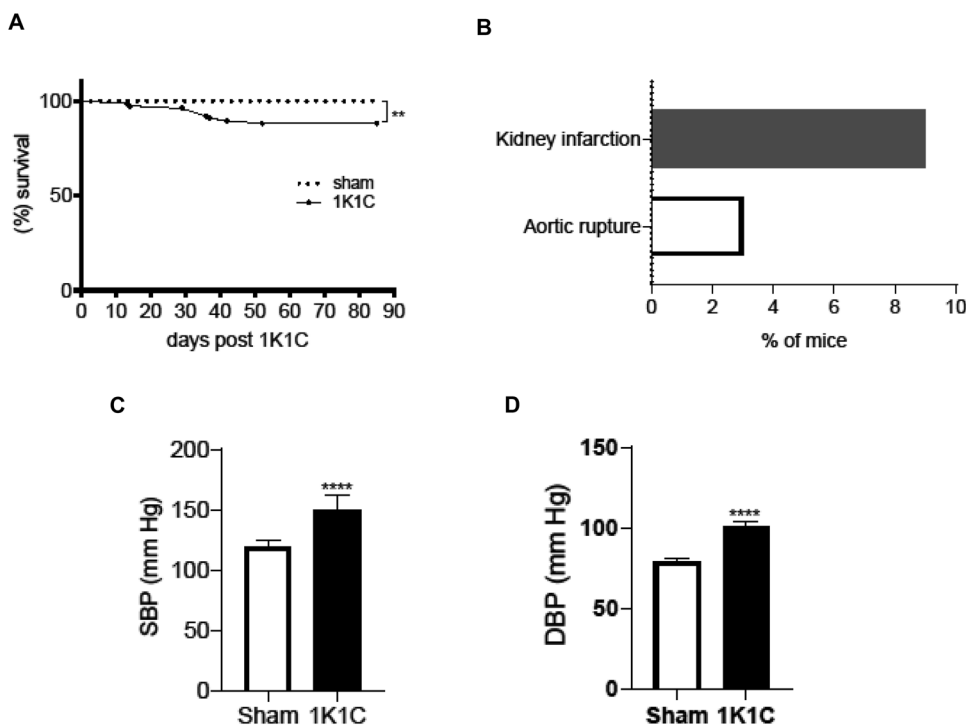 A
100
50
0
(%) survival
**
sham
1K1C
0 10 20 30 40 50 60 70 80 90
days post 1K1C
B
Kidney infarction
Aortic rupture
0 2 4 6 8 10
% of mice
C
200
150
100
50
0
SBP (mm Hg)
****
Sham 1K1C
D
150
100
50
0
DBP (mm Hg)
****
Sham 1K1C